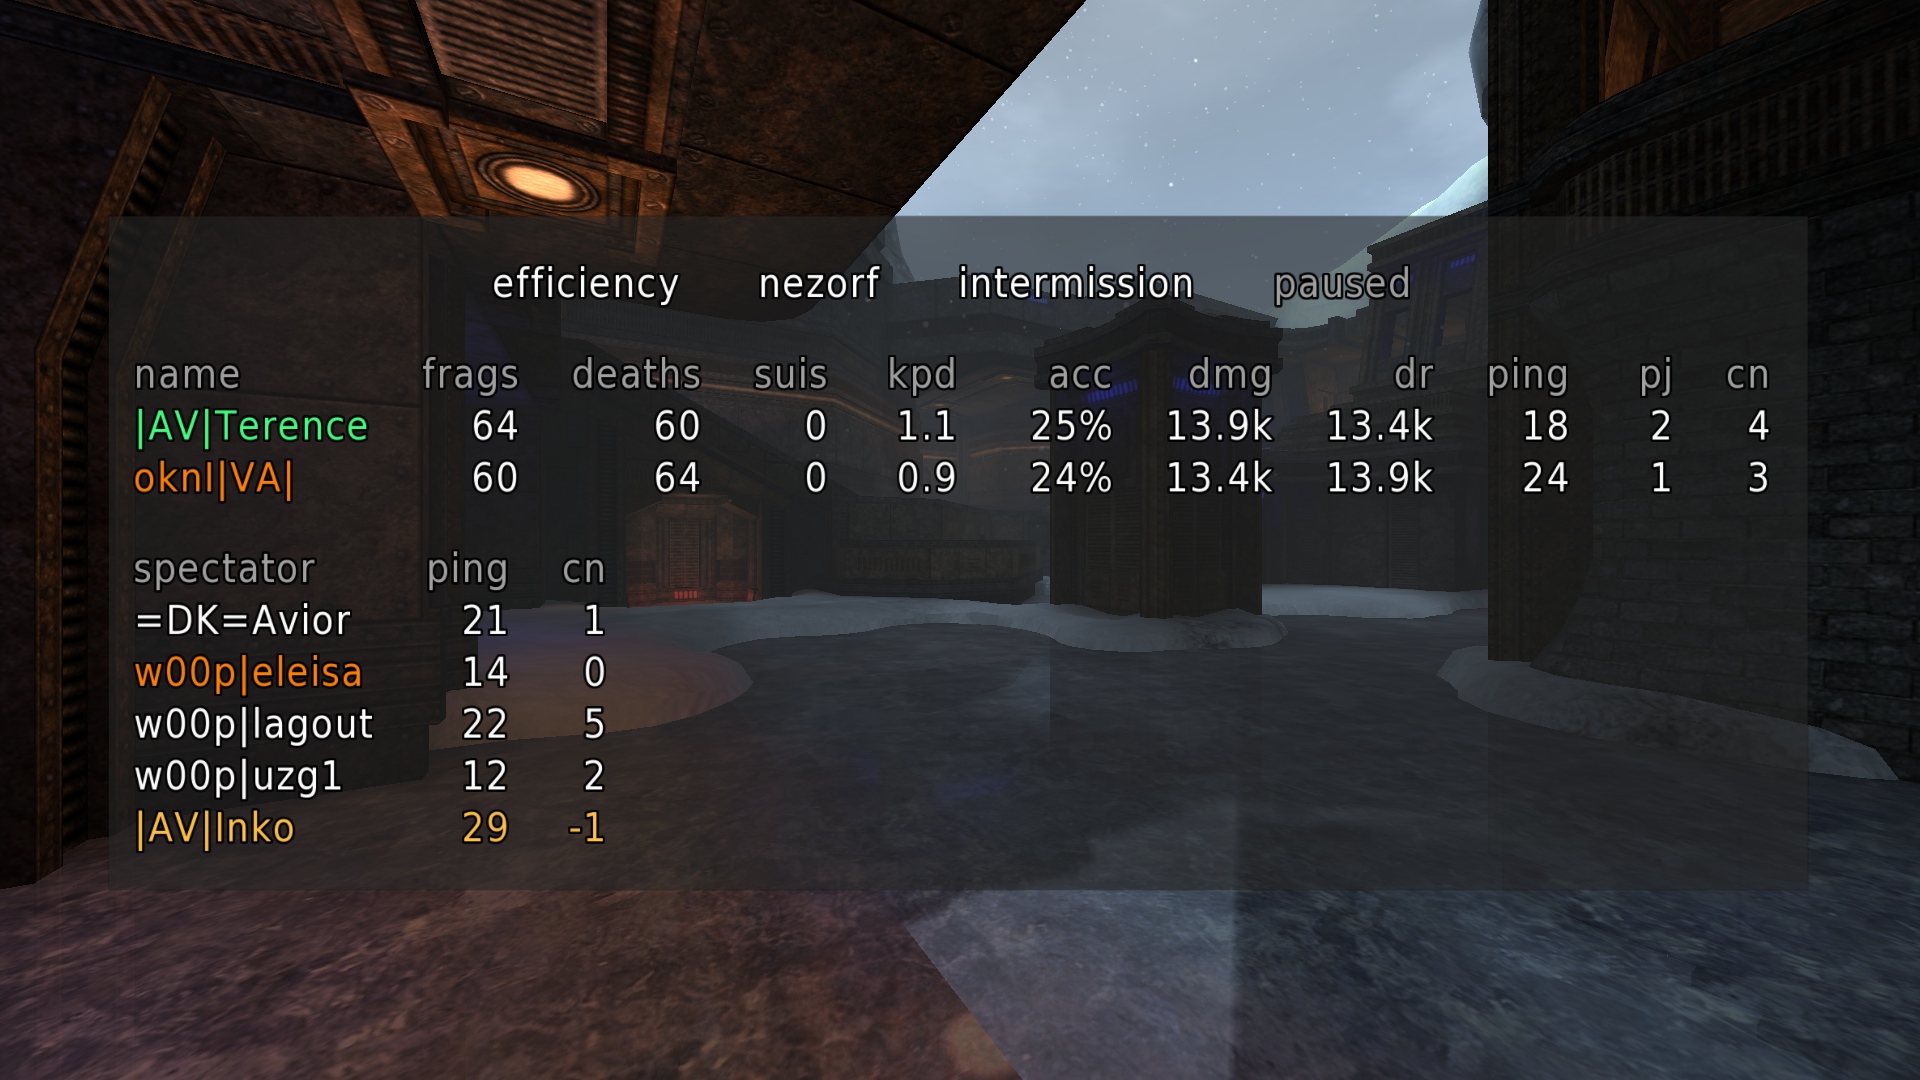 efficiency nezorf intermission paused
name frags deaths suis kpd acc dmg dr ping pj cn
|AV|Terence 64 60 0 1.1 25% 13.9k 13.4k 18 2 4
oknI|VA| 60 64 0 0.9 24% 13.4k 13.9k 24 1 3
spectator ping cn
=DK=Avior 21 1
w00p|eleisa 14 0
w00p|lagout 22 5
w00p|uzg1 12 2
|AV|Inko 29 -1